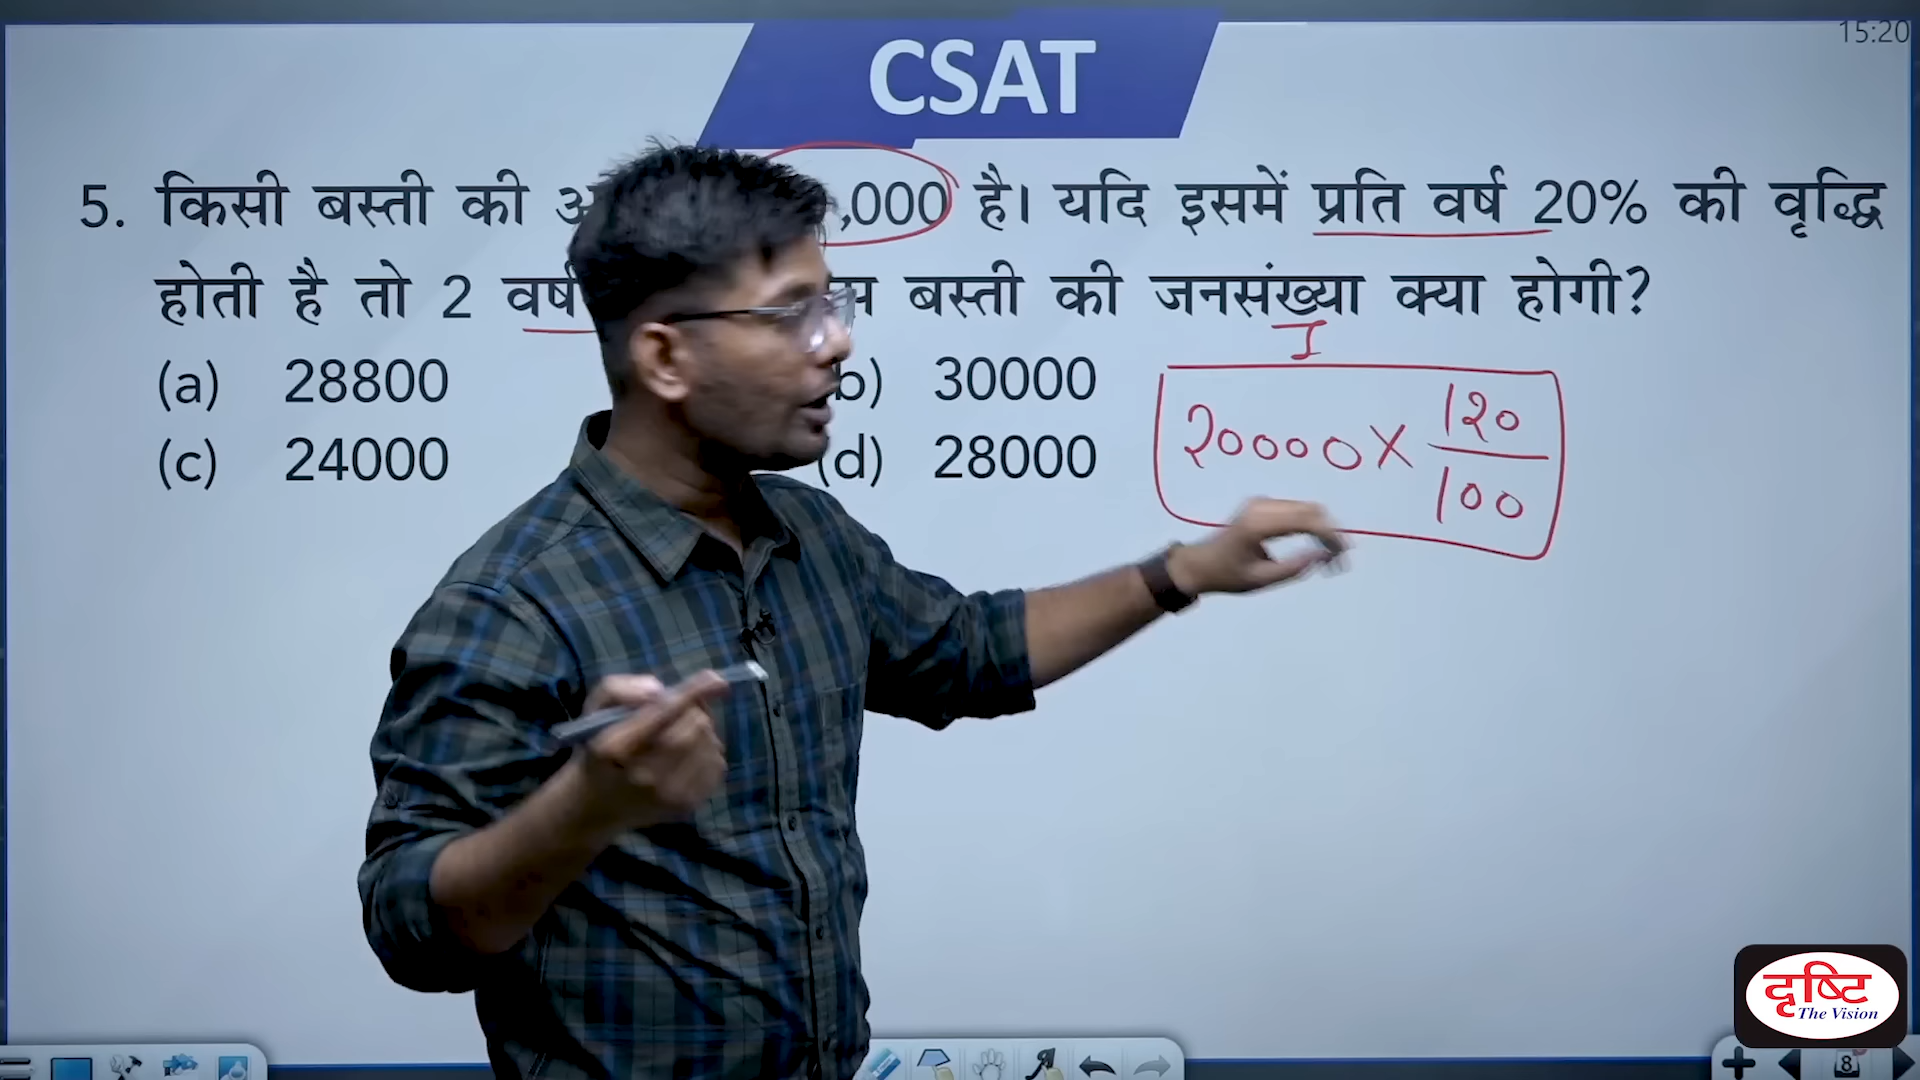 15:20
CSAT
5. किसी बस्ती की ,000 है। यदि इसमें प्रति वर्ष 20% की वृद्धि
होती है तो 2 वर्ष बस्ती की जनसंख्या क्या होगी?
(a) 28800
b) 30000
(c) 24000
(d) 28000
I
20000 × 120
100
दृष्टि
The Vision
8